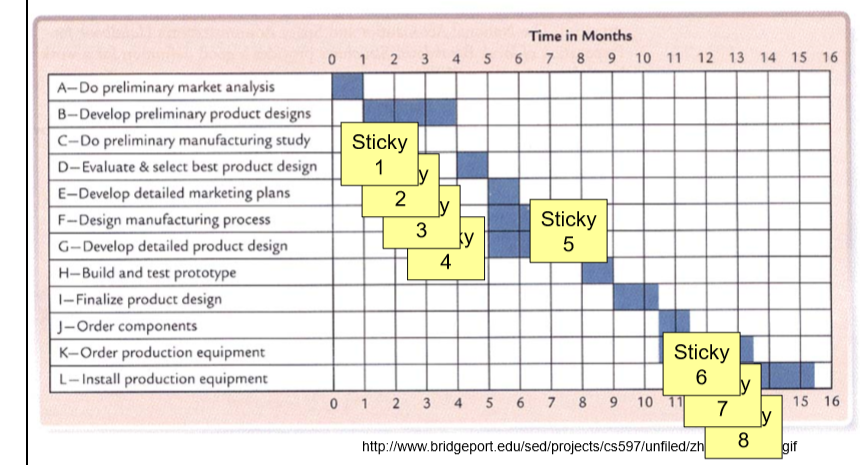 Time in Months
0 1 2 3 4 5 6 7 8 9 10 11 12 13 14 15 16
A—Do preliminary market analysis
B—Develop preliminary product designs
C—Do preliminary manufacturing study
D—Evaluate & select best product design
E—Develop detailed marketing plans
F—Design manufacturing process
G—Develop detailed product design
H—Build and test prototype
I—Finalize product design
J—Order components
K—Order production equipment
L—Install production equipment
Sticky
1
y
2
y
3
ky
4
Sticky
5
Sticky
6
y
7
y
8
0 1 2 3 4 5 6 7 8 9 10 11 15 16
http://www.bridgeport.edu/sed/projects/cs597/unfiled/zh gif